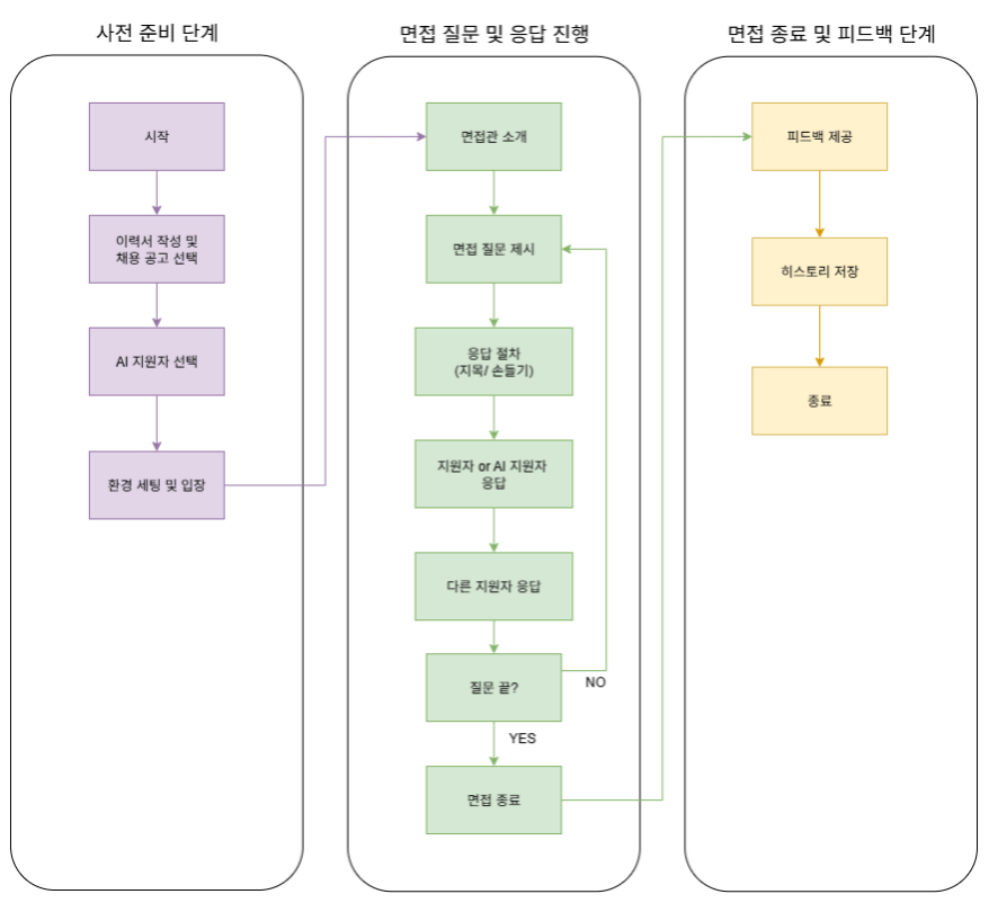 사전 준비 단계
시작
이력서 작성 및
채용 공고 선택
AI 지원자 선택
환경 세팅 및 입장
면접 질문 및 응답 진행
면접관 소개
면접 질문 제시
응답 절차
(지목/ 손들기)
지원자 or AI 지원자
응답
다른 지원자 응답
질문 끝?
NO
YES
면접 종료
면접 종료 및 피드백 단계
피드백 제공
히스토리 저장
종료